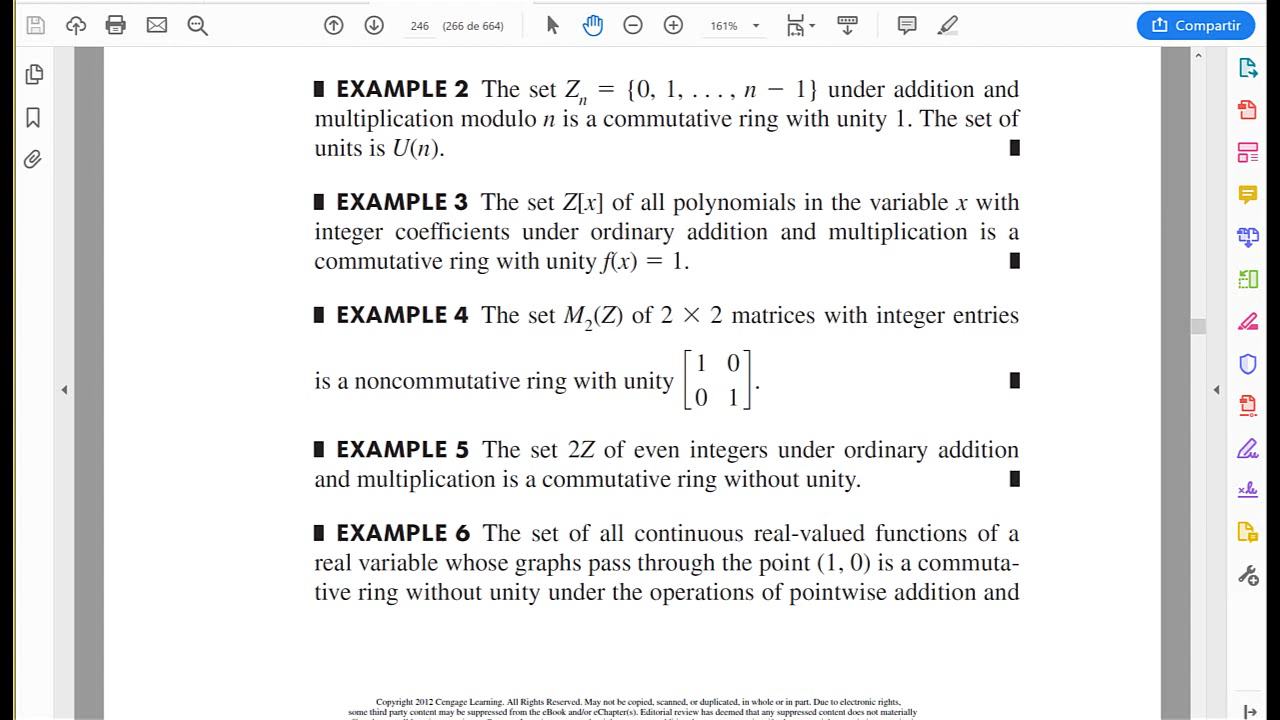 246 (266 de 664)
161%
Compartir
EXAMPLE 2 The set Zn = {0, 1, . . . , n − 1} under addition and
multiplication modulo n is a commutative ring with unity 1. The set of
units is U(n).
EXAMPLE 3 The set Z[x] of all polynomials in the variable x with
integer coefficients under ordinary addition and multiplication is a
commutative ring with unity f(x) = 1.
EXAMPLE 4 The set M2(Z) of 2 × 2 matrices with integer entries
is a noncommutative ring with unity [1 0
0 1].
EXAMPLE 5 The set 2Z of even integers under ordinary addition
and multiplication is a commutative ring without unity.
EXAMPLE 6 The set of all continuous real-valued functions of a
real variable whose graphs pass through the point (1, 0) is a commuta-
tive ring without unity under the operations of pointwise addition and
Copyright 2012 Cengage Learning. All Rights Reserved. May not be copied, scanned, or duplicated, in whole or in part. Due to electronic rights,
some third party content may be suppressed from the eBook and/or eChapter(s). Editorial review has deemed that any suppressed content does not materially